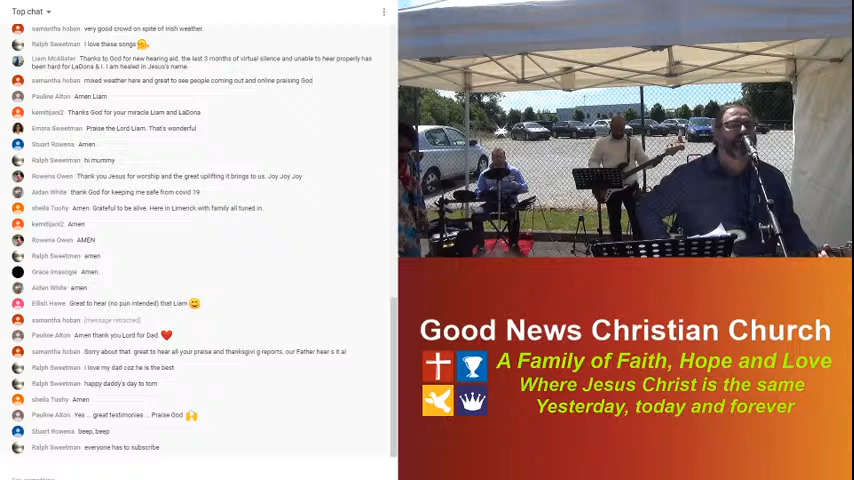 Top chat
samantha hoban very good crowd on spite of Irish weather.
Ralph Sweetman I love these songs
Liam McAlister Thanks to God for new hearing aid. the last 3 months of virtual silence and unable to hear properly has
been hard for LaDona & I. I am healed in Jesus's name.
samantha hoban mixed weather here and great to see people coming out and online praising God
Pauline Alton Amen Liam
kemitijani2 Thanks God for your miracle Liam and LaDona
Emma Sweetman Praise the Lord Liam. That's wonderful
Stuart Rowena Amen.
Ralph Sweetman hi mummy
Rowena Owen Thank you Jesus for worship and the great uplifting it brings to us. Joy Joy Joy
Aidan White thank God for keeping me safe from covid 19
sheila Tushy Amen. Grateful to be alive. Here in Limerick with family all tuned in.
kemitijani2 Amen
Rowena Owen AMEN
Ralph Sweetman amen
Grace Imasogie Amen.
Aidan White amen
Eilish Hawe Great to hear (no pun intended) that Liam
samantha hoban [message retracted]
Pauline Alton Amen thank you Lord for Dad.
samantha hoban Sorry about that. great to hear all your praise and thanksgivi g reports. our Father hear s it al
Ralph Sweetman I love my dad coz he is the best
Ralph Sweetman happy daddy's day to tom
sheila Tushy Amen
Pauline Alton Yes ... great testimonies ... Praise God
Stuart Rowena beep, beep
Ralph Sweetman everyone has to subscribe
Good News Christian Church
A Family of Faith, Hope and Love
Where Jesus Christ is the same
Yesterday, today and forever